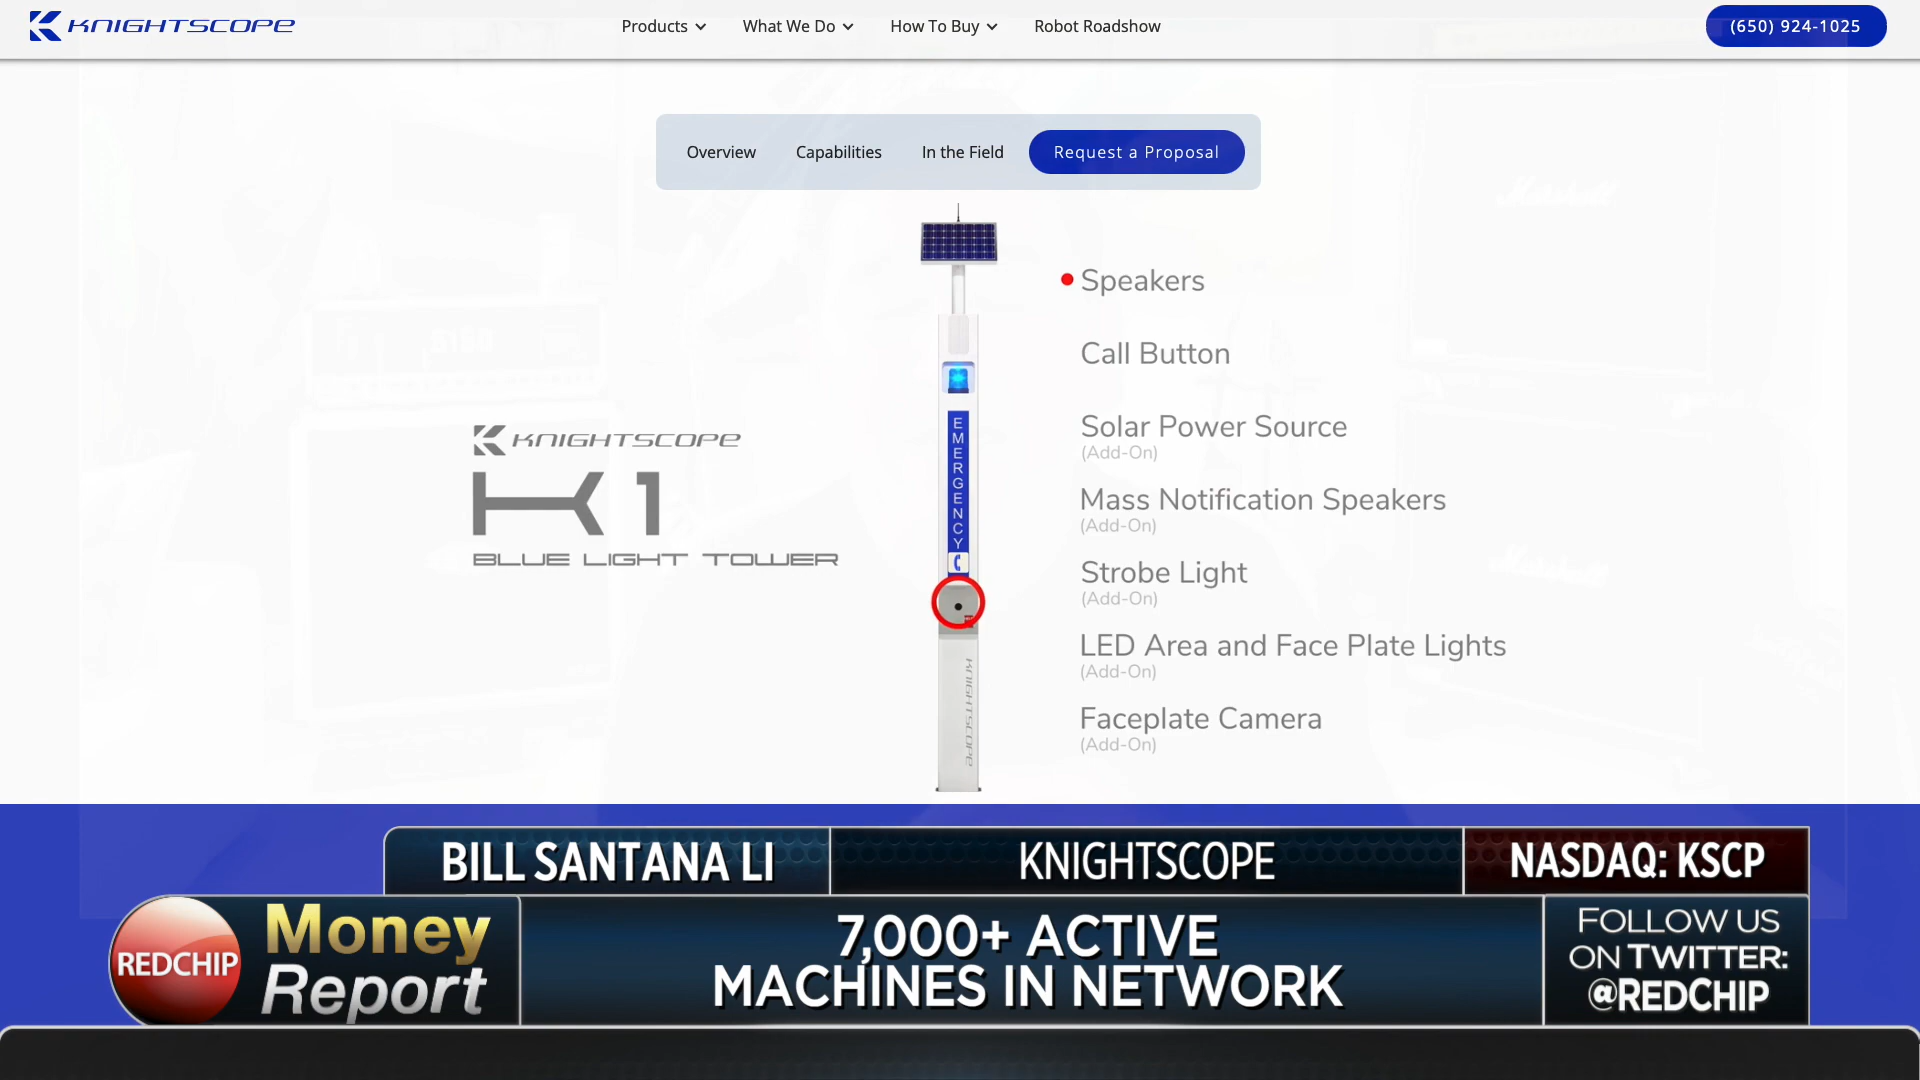 KNIGHTSCOPE
Products
What We Do
How To Buy
Robot Roadshow
(650) 924-1025
Overview
Capabilities
In the Field
Request a Proposal
Speakers
Call Button
Solar Power Source
(Add-On)
Mass Notification Speakers
(Add-On)
Strobe Light
(Add-On)
LED Area and Face Plate Lights
(Add-On)
Faceplate Camera
(Add-On)
KNIGHTSCOPE
K1
BLUE LIGHT TOWER
EMERGENCY
KNIGHTSCOPE
Marshall
Marshall
BILL SANTANA LI
KNIGHTSCOPE
NASDAQ: KSCP
REDCHIP
Money
Report
7,000+ ACTIVE
MACHINES IN NETWORK
FOLLOW US
ON TWITTER:
@REDCHIP